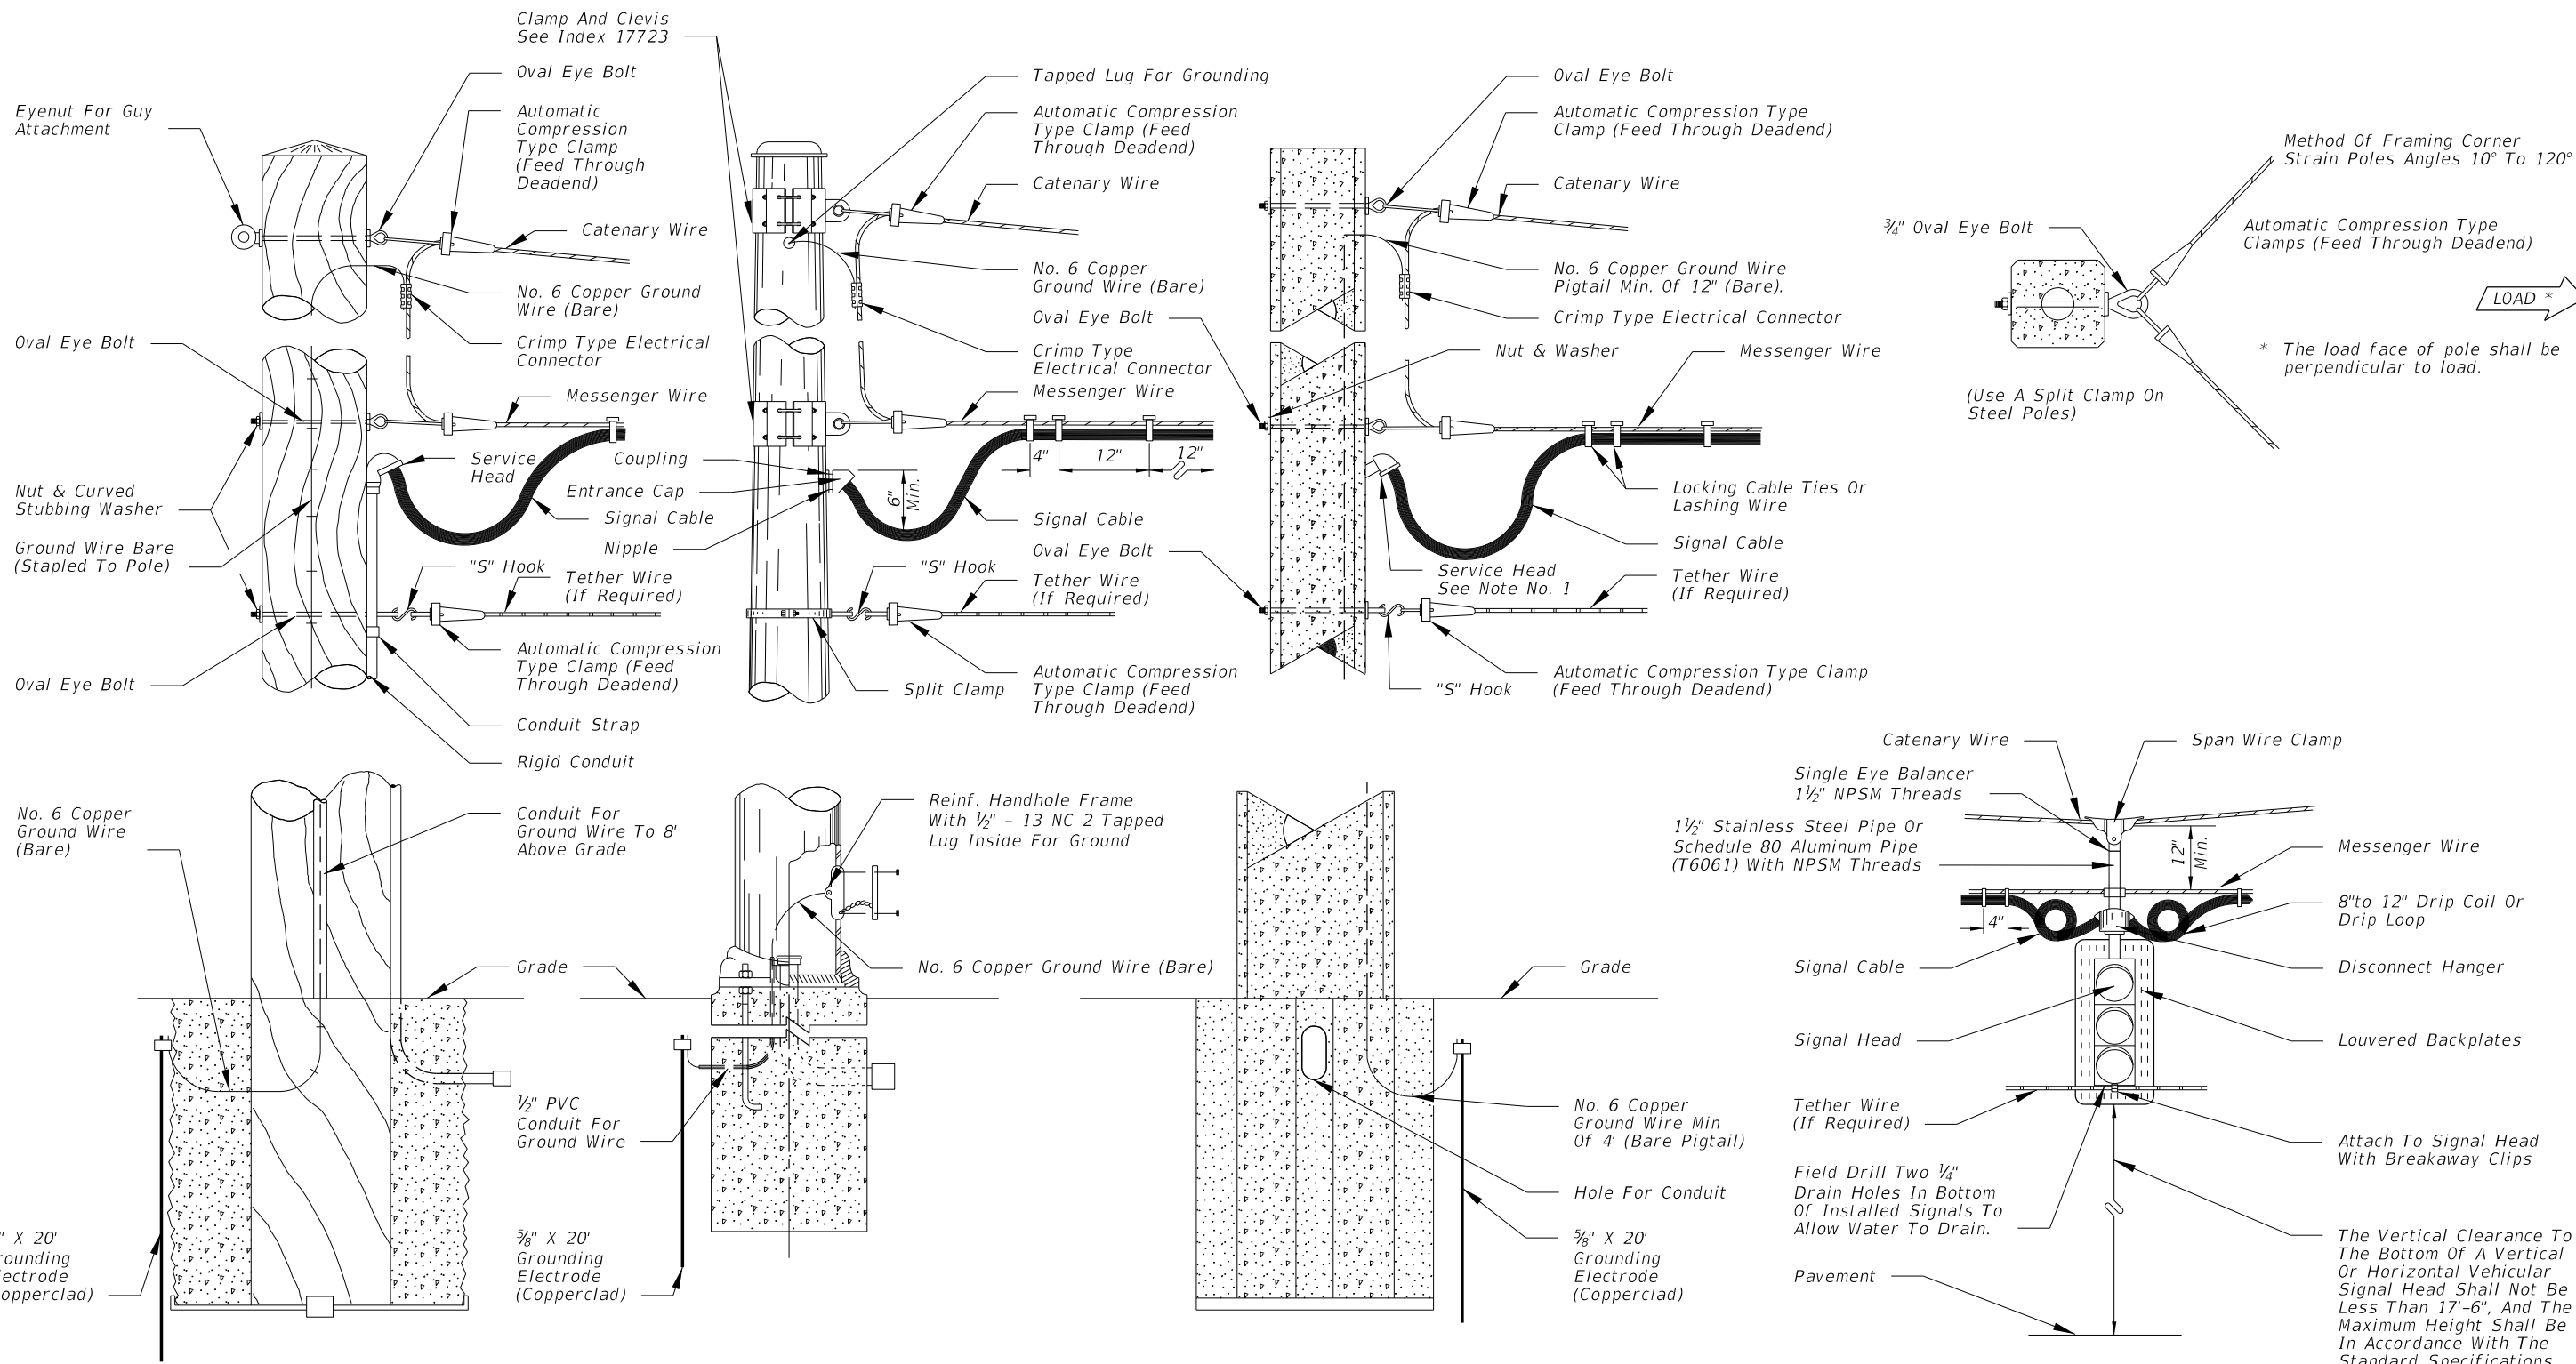 Clamp And Clevis
See Index 17723
Oval Eye Bolt
Eyenut For Guy
Attachment
Automatic
Compression
Type Clamp
(Feed Through
Deadend)
Catenary Wire
No. 6 Copper Ground
Wire (Bare)
Oval Eye Bolt
Crimp Type Electrical
Connector
Messenger Wire
Service
Head
Nut & Curved
Stubbing Washer
Signal Cable
Ground Wire Bare
(Stapled To Pole)
"S" Hook
Tether Wire
(If Required)
Automatic Compression
Type Clamp (Feed
Through Deadend)
Oval Eye Bolt
Conduit Strap
Rigid Conduit
Tapped Lug For Grounding
Automatic Compression
Type Clamp (Feed
Through Deadend)
Catenary Wire
No. 6 Copper
Ground Wire (Bare)
Crimp Type
Electrical Connector
Messenger Wire
Coupling
4"
12"
12"
Entrance Cap
6"
Min.
Signal Cable
Nipple
"S" Hook
Tether Wire
(If Required)
Automatic Compression
Type Clamp (Feed
Through Deadend)
Split Clamp
Oval Eye Bolt
Automatic Compression Type
Clamp (Feed Through Deadend)
Catenary Wire
No. 6 Copper Ground Wire
Pigtail Min. Of 12" (Bare).
Oval Eye Bolt
Crimp Type Electrical Connector
Nut & Washer
Messenger Wire
Locking Cable Ties Or
Lashing Wire
Signal Cable
Oval Eye Bolt
Service Head
See Note No. 1
Tether Wire
(If Required)
Automatic Compression Type Clamp
(Feed Through Deadend)
"S" Hook
Method Of Framing Corner
Strain Poles Angles 10° To 120°
¾" Oval Eye Bolt
Automatic Compression Type
Clamps (Feed Through Deadend)
LOAD *
* The load face of pole shall be
perpendicular to load.
(Use A Split Clamp On
Steel Poles)
No. 6 Copper
Ground Wire
(Bare)
Conduit For
Ground Wire To 8'
Above Grade
Grade
" X 20'
Reinf. Handhole Frame
With ½" - 13 NC 2 Tapped
Lug Inside For Ground
No. 6 Copper Ground Wire (Bare)
½" PVC
Conduit For
Ground Wire
⅝" X 20'
Grounding
Electrode
(Copperclad)
Grade
No. 6 Copper
Ground Wire Min
Of 4' (Bare Pigtail)
Hole For Conduit
⅝" X 20'
Grounding
Electrode
(Copperclad)
Catenary Wire
Span Wire Clamp
Single Eye Balancer
1½" NPSM Threads
1½" Stainless Steel Pipe Or
Schedule 80 Aluminum Pipe
(T6061) With NPSM Threads
12"
Min.
Messenger Wire
8"to 12" Drip Coil Or
Drip Loop
4"
Signal Cable
Disconnect Hanger
Signal Head
Louvered Backplates
Tether Wire
(If Required)
Attach To Signal Head
With Breakaway Clips
Field Drill Two ¼"
Drain Holes In Bottom
Of Installed Signals To
Allow Water To Drain.
Pavement
The Vertical Clearance To
The Bottom Of A Vertical
Or Horizontal Vehicular
Signal Head Shall Not Be
Less Than 17'-6", And The
Maximum Height Shall Be
In Accordance With The
Standard Specifications